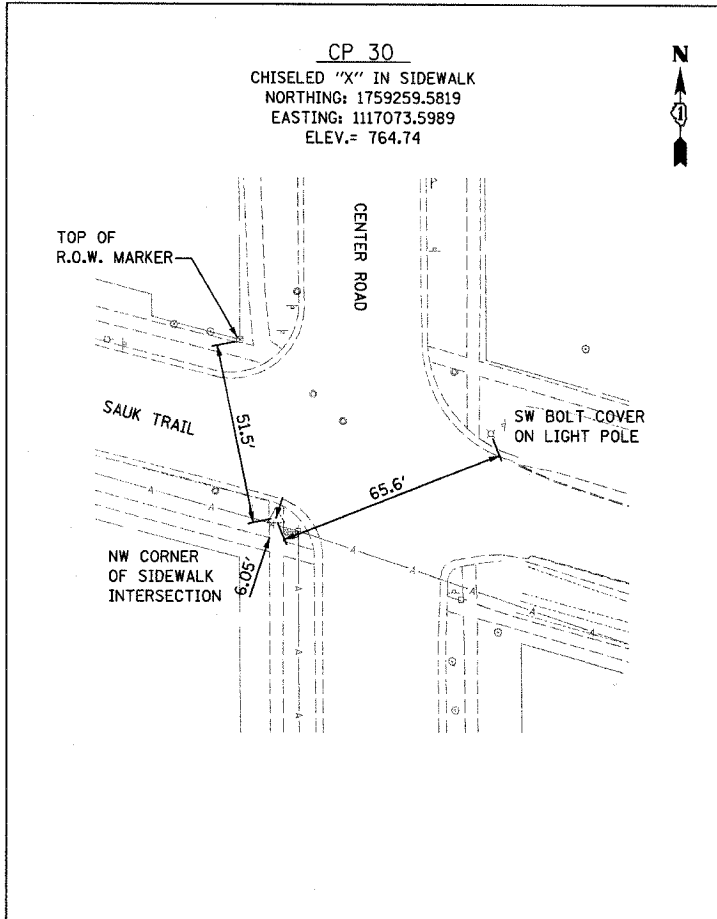 CP 30
CHISELED "X" IN SIDEWALK
NORTHING: 1759259.5819
EASTING: 1117073.5989
ELEV.= 764.74
N
CENTER ROAD
TOP OF
R.O.W. MARKER
SAUK TRAIL
51.5'
SW BOLT COVER
ON LIGHT POLE
65.6'
NW CORNER
OF SIDEWALK
INTERSECTION
6.05'
A
A
A
A
A
A
A
A
A
A